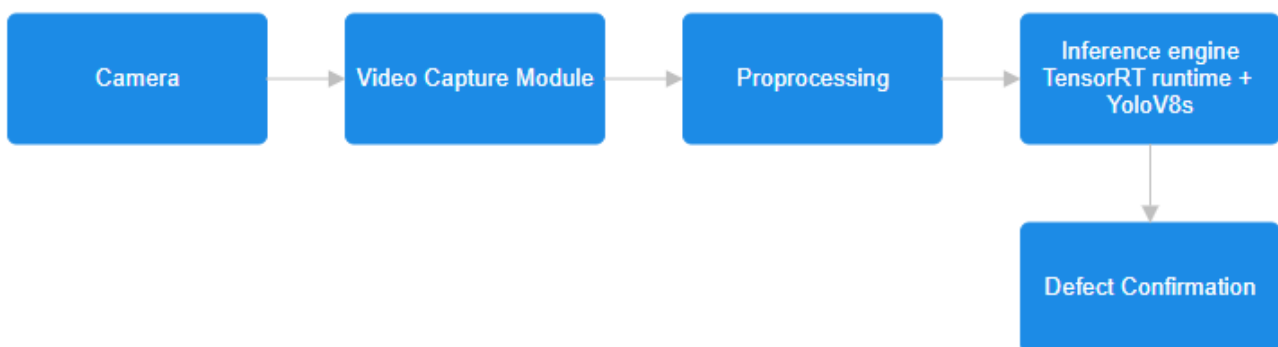 Camera
Video Capture Module
Proprocessing
Inference engine
TensorRT runtime +
YoloV8s
Defect Confirmation